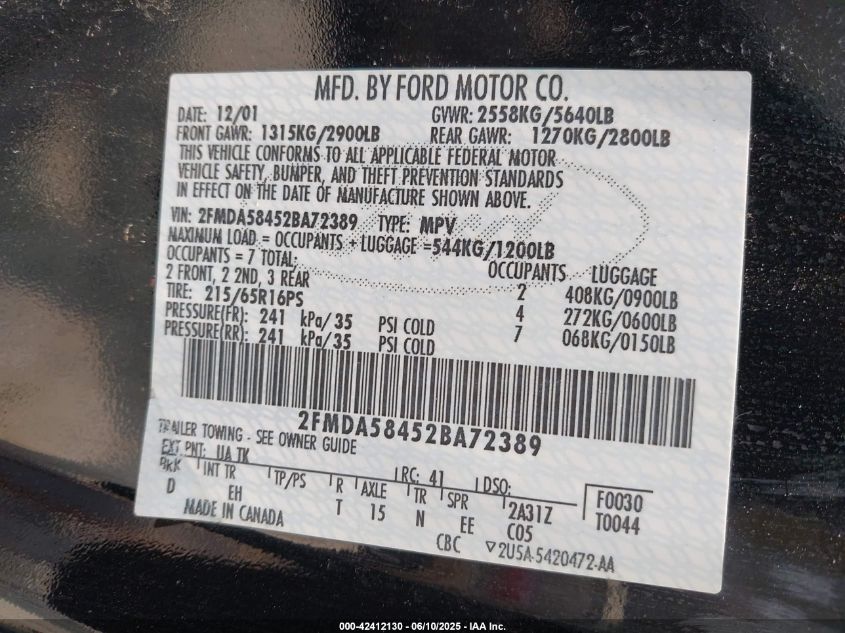 MFD. BY FORD MOTOR CO.
DATE: 12/01 GVWR: 2558KG/5640LB
FRONT GAWR: 1315KG/2900LB REAR GAWR: 1270KG/2800LB
THIS VEHICLE CONFORMS TO ALL APPLICABLE FEDERAL MOTOR
VEHICLE SAFETY, BUMPER, AND THEFT PREVENTION STANDARDS
IN EFFECT ON THE DATE OF MANUFACTURE SHOWN ABOVE.
VIN: 2FMDA58452BA72389 TYPE: MPV
MAXIMUM LOAD = OCCUPANTS + LUGGAGE =544KG/1200LB
OCCUPANTS = 7 TOTAL: OCCUPANTS LUGGAGE
2 FRONT, 2 2ND, 3 REAR 2 408KG/0900LB
TIRE: 215/65R16PS 4 272KG/0600LB
PRESSURE(FR): 241 kPa/35 PSI COLD 7 068KG/0150LB
PRESSURE(RR): 241 kPa/35 PSI COLD
2FMDA58452BA72389
TRAILER TOWING - SEE OWNER GUIDE
EXT PNT: UA TK RC: 41 DSO:
BRK INT TR TP/PS R AXLE TR SPR 2A31Z F0030
D EH T 15 N EE C05 T0044
MADE IN CANADA CBC ▽2U5A-5420472-AA
000-42412130 - 06/10/2025 - IAA Inc.